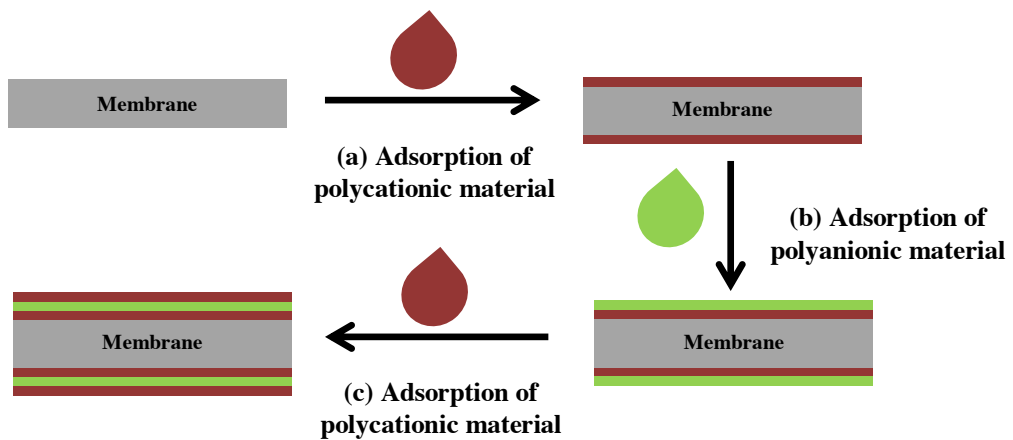 Membrane
(a) Adsorption of
polycationic material
Membrane
(b) Adsorption of
polyanionic material
Membrane
(c) Adsorption of
polycationic material
Membrane